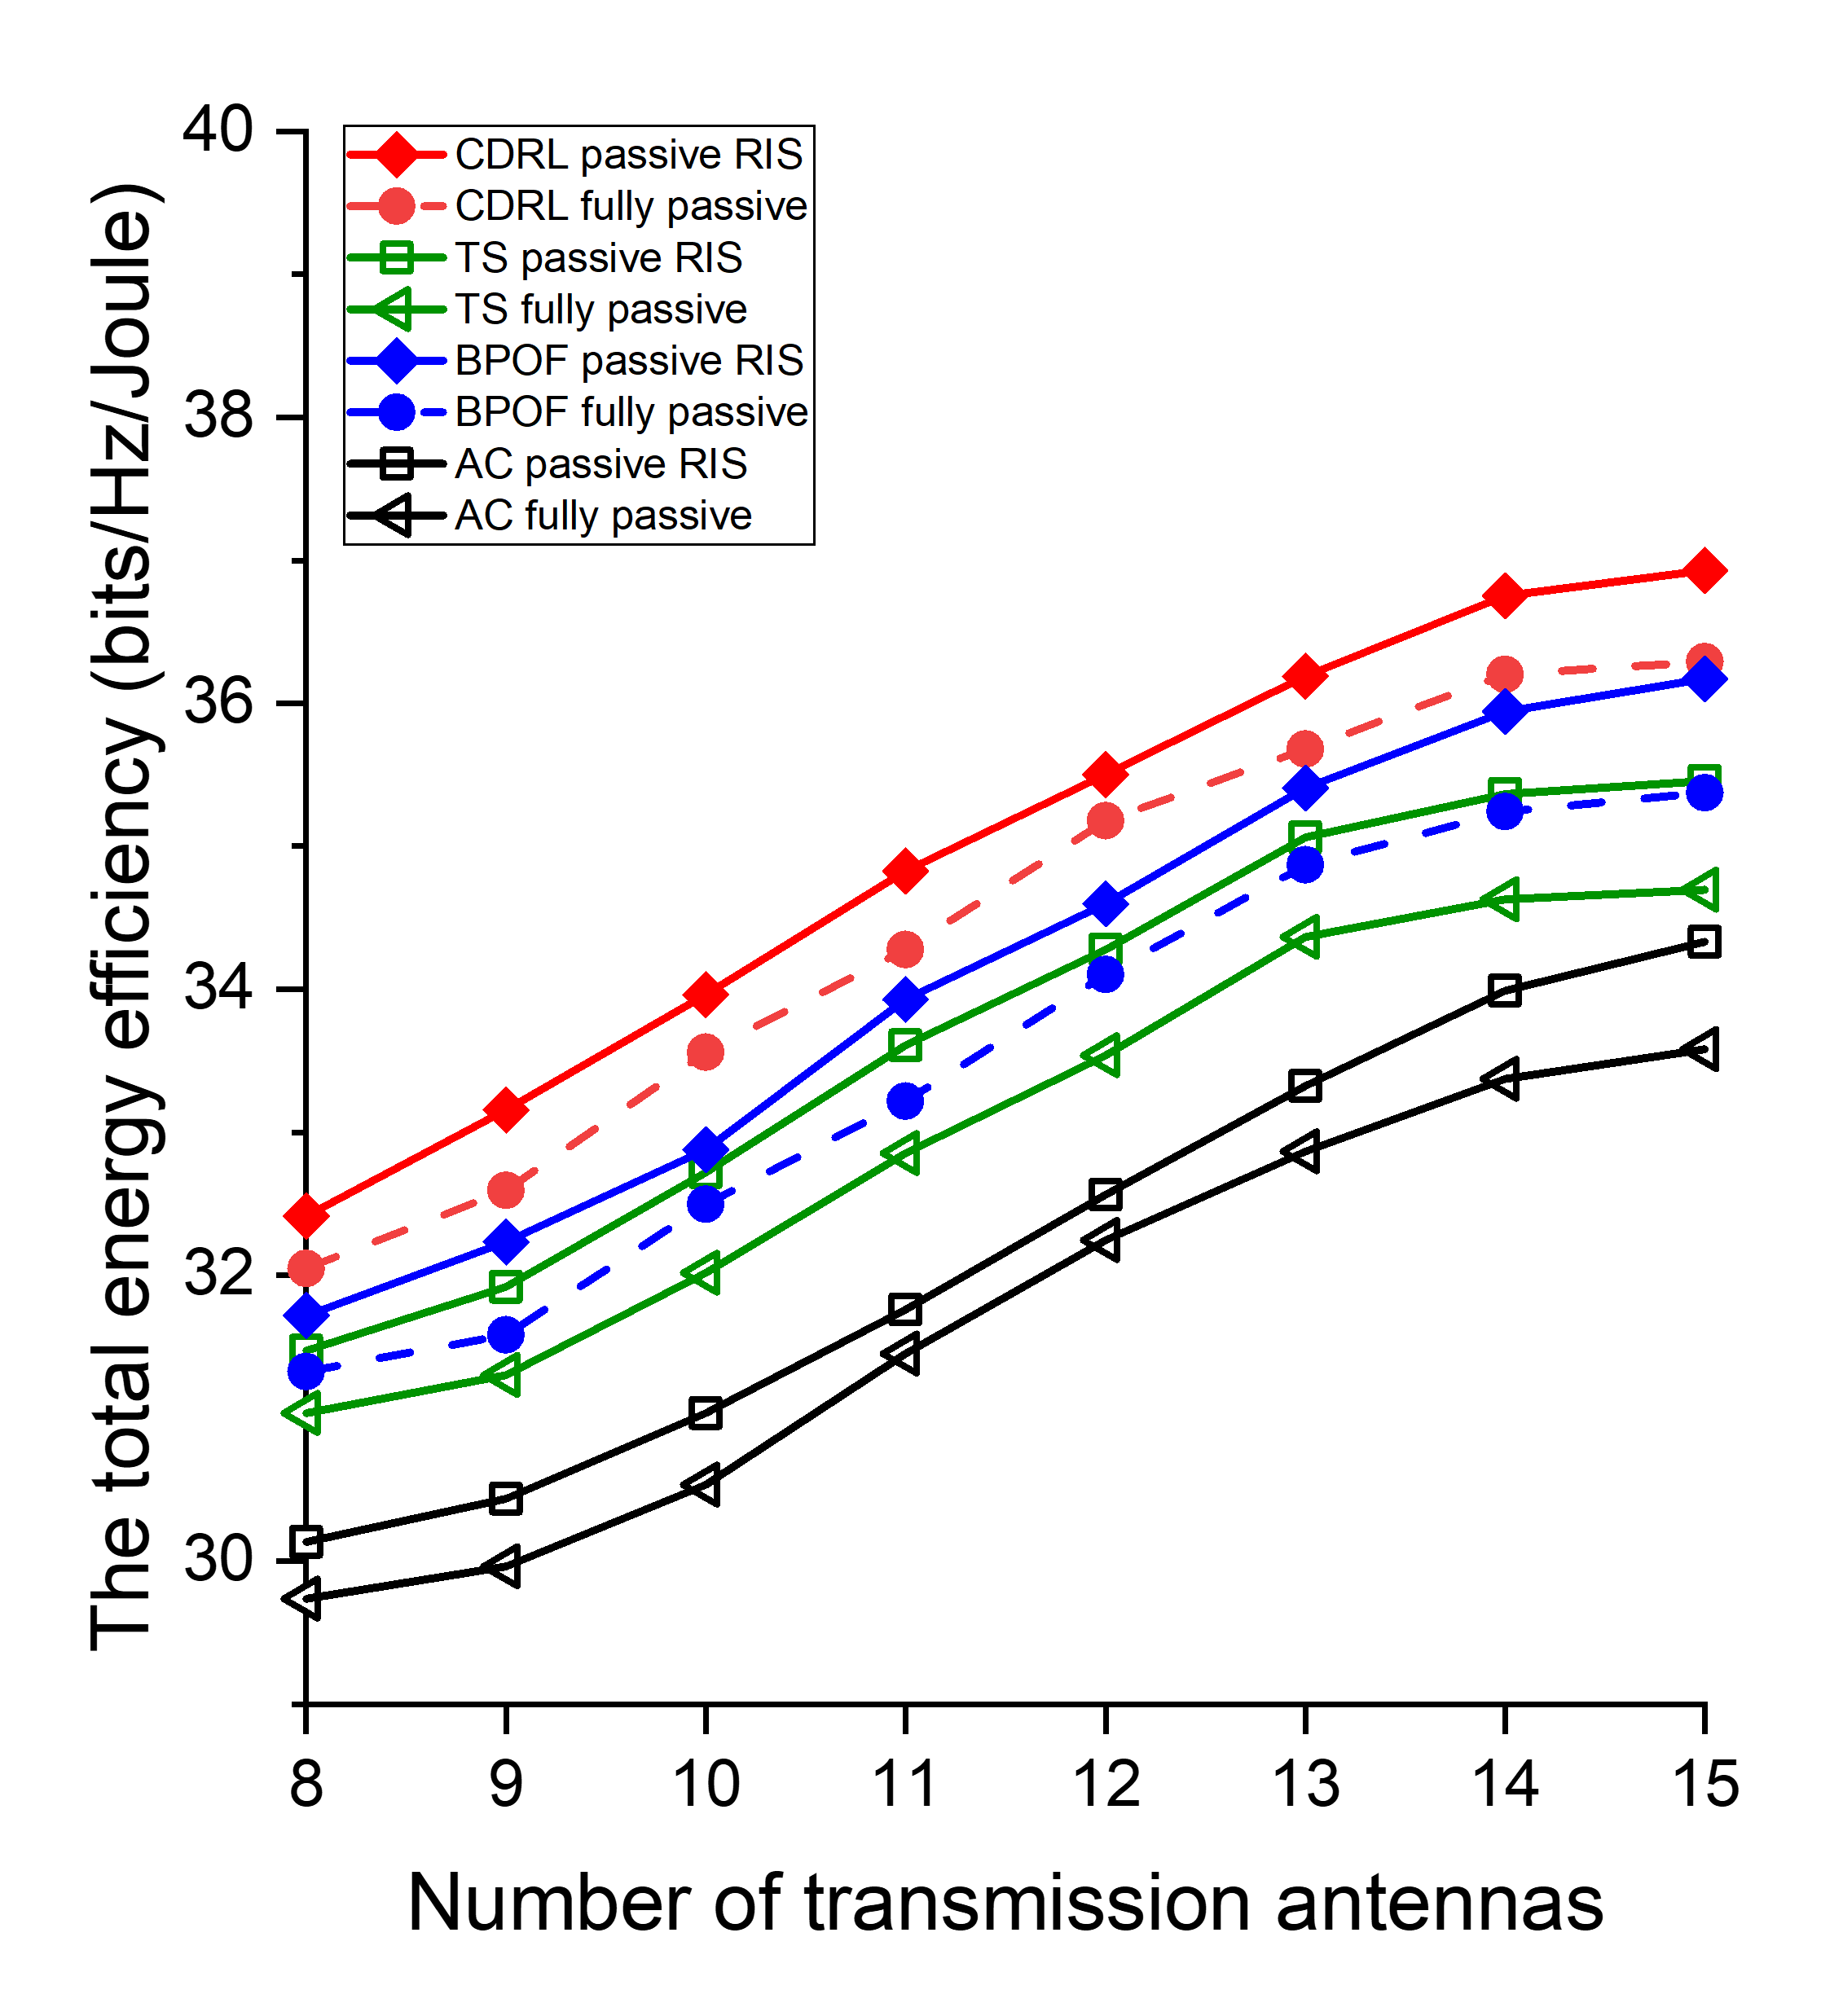 The total energy efficiency (bits/Hz/Joule)
40
38
36
34
32
30
CDRL passive RIS
CDRL fully passive
TS passive RIS
TS fully passive
BPOF passive RIS
BPOF fully passive
AC passive RIS
AC fully passive
8 9 10 11 12 13 14 15
Number of transmission antennas